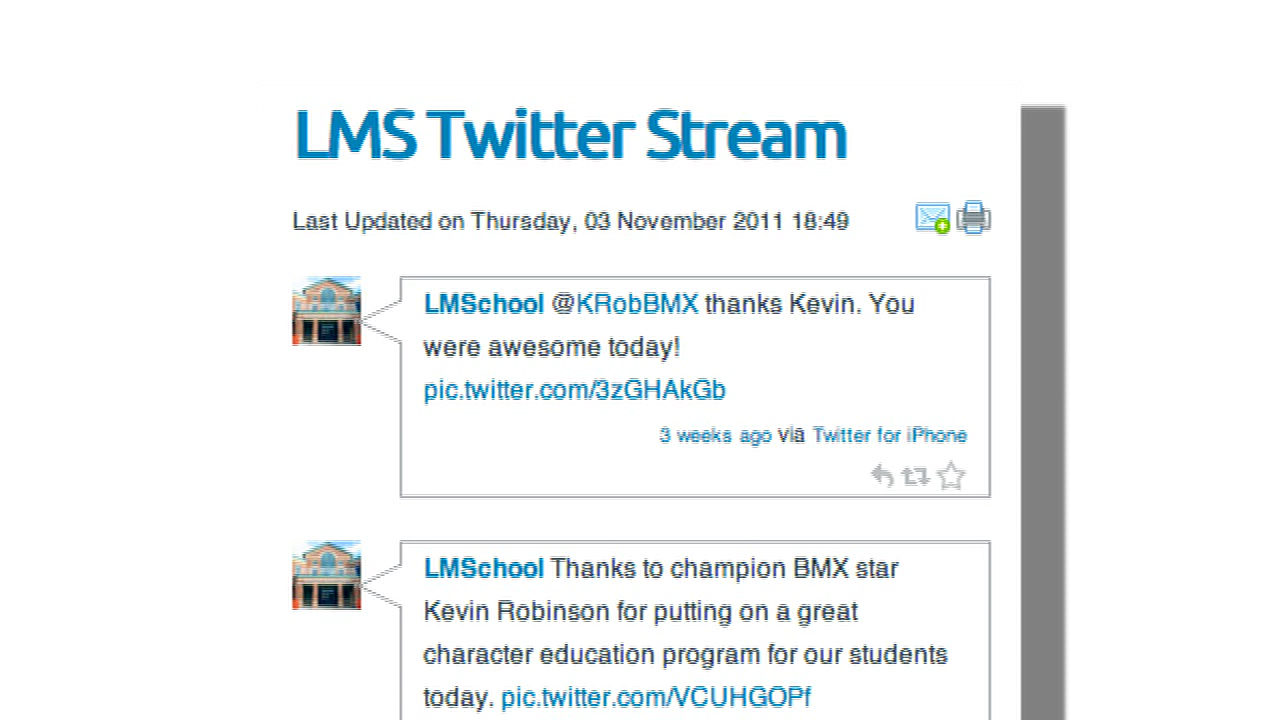 LMS Twitter Stream
Last Updated on Thursday, 03 November 2011 18:49
LMSchool @KRobBMX thanks Kevin. You
were awesome today!
pic.twitter.com/3zGHAkGb
3 weeks ago via Twitter for iPhone
LMSchool Thanks to champion BMX star
Kevin Robinson for putting on a great
character education program for our students
today. pic.twitter.com/VCUHGOPf